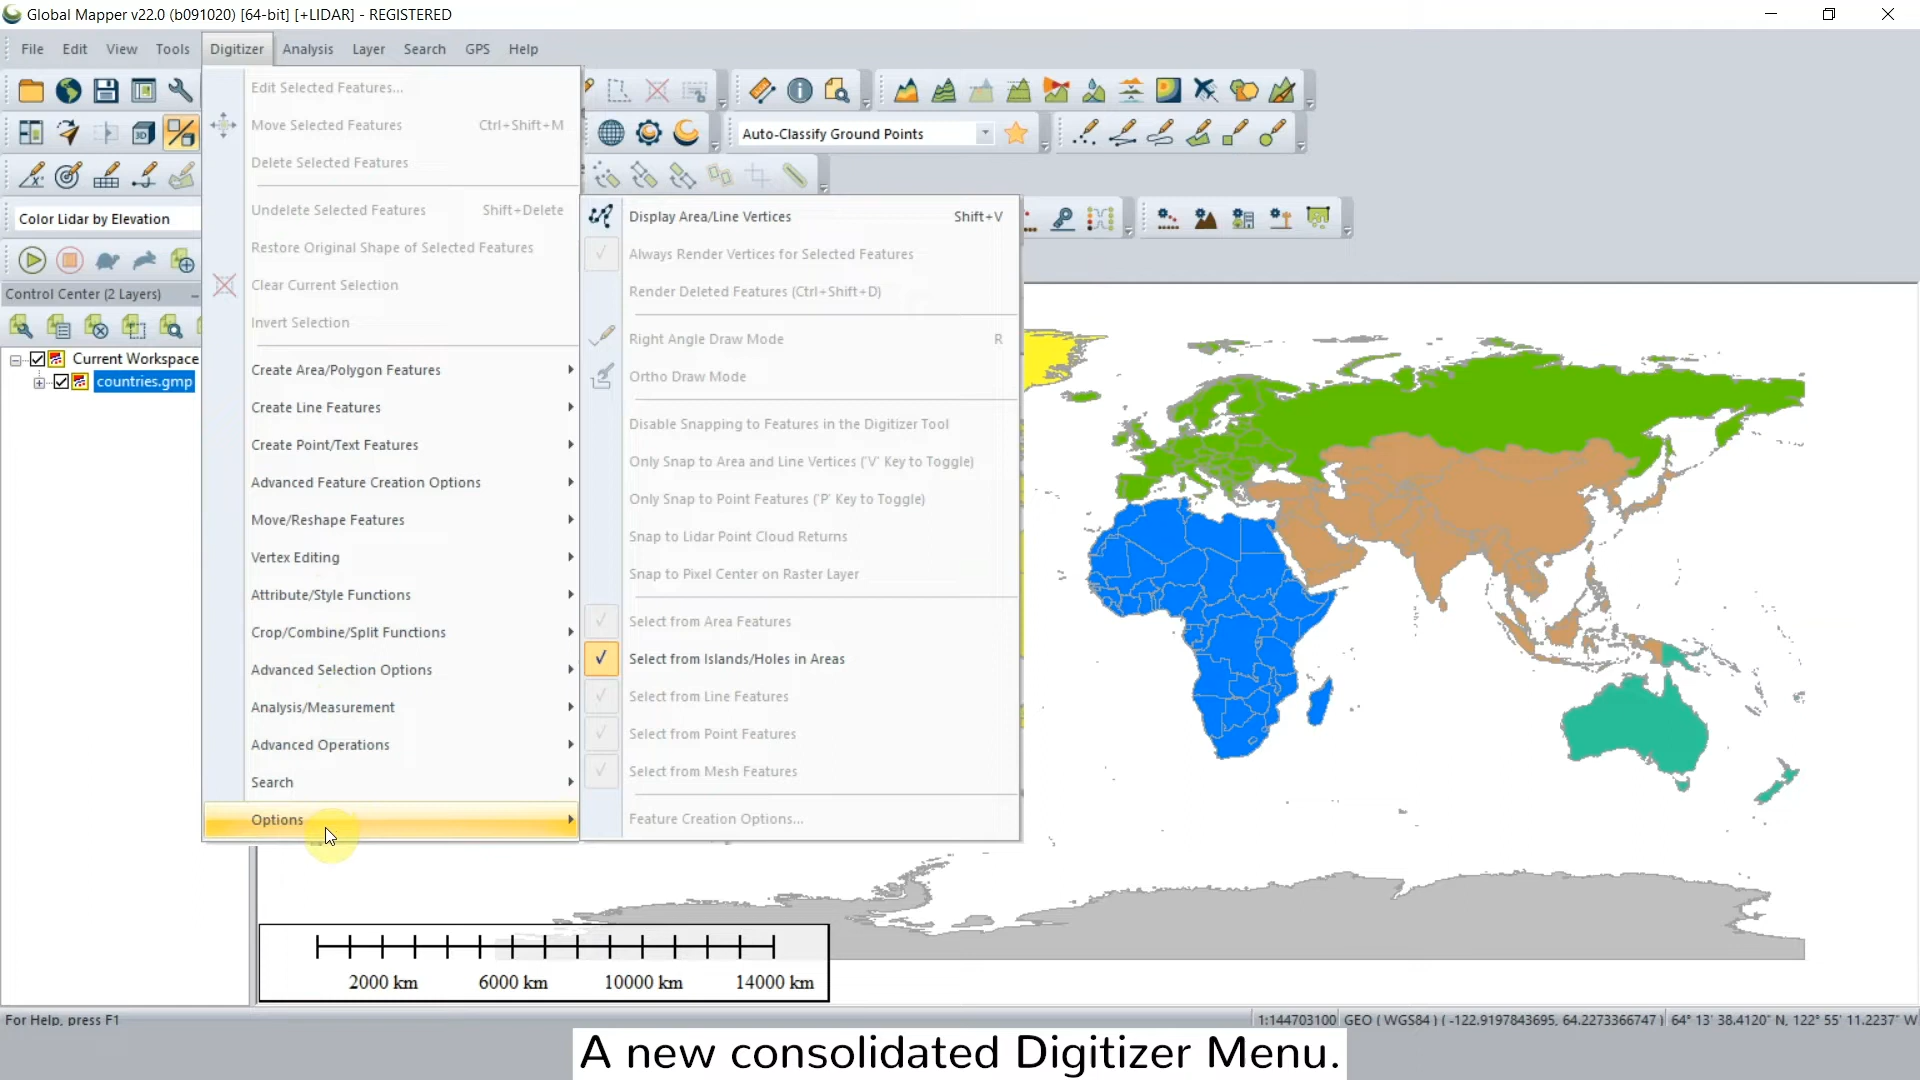 Global Mapper v22.0 (b091020) [64-bit] [+LIDAR] - REGISTERED
File Edit View Tools Digitizer Analysis Layer Search GPS Help
Edit Selected Features...
Move Selected Features Ctrl+Shift+M
Auto-Classify Ground Points
Delete Selected Features
Undelete Selected Features Shift+Delete
Color Lidar by Elevation
Restore Original Shape of Selected Features
Clear Current Selection
Control Center (2 Layers)
Invert Selection
Current Workspace
countries.gmp
Create Area/Polygon Features
Create Line Features
Create Point/Text Features
Advanced Feature Creation Options
Move/Reshape Features
Vertex Editing
Attribute/Style Functions
Crop/Combine/Split Functions
Advanced Selection Options
Analysis/Measurement
Advanced Operations
Search
Options
Display Area/Line Vertices Shift+V
Always Render Vertices for Selected Features
Render Deleted Features (Ctrl+Shift+D)
Right Angle Draw Mode R
Ortho Draw Mode
Disable Snapping to Features in the Digitizer Tool
Only Snap to Area and Line Vertices ('V' Key to Toggle)
Only Snap to Point Features ('P' Key to Toggle)
Snap to Lidar Point Cloud Returns
Snap to Pixel Center on Raster Layer
Select from Area Features
Select from Islands/Holes in Areas
Select from Line Features
Select from Point Features
Select from Mesh Features
Feature Creation Options...
2000 km 6000 km 10000 km 14000 km
For Help, press F1
1:144703100 GEO ( WGS84 ) ( -122.9197843695, 64.2273366747 ) 64° 13' 38.4120" N, 122° 55' 11.2237" W
A new consolidated Digitizer Menu.